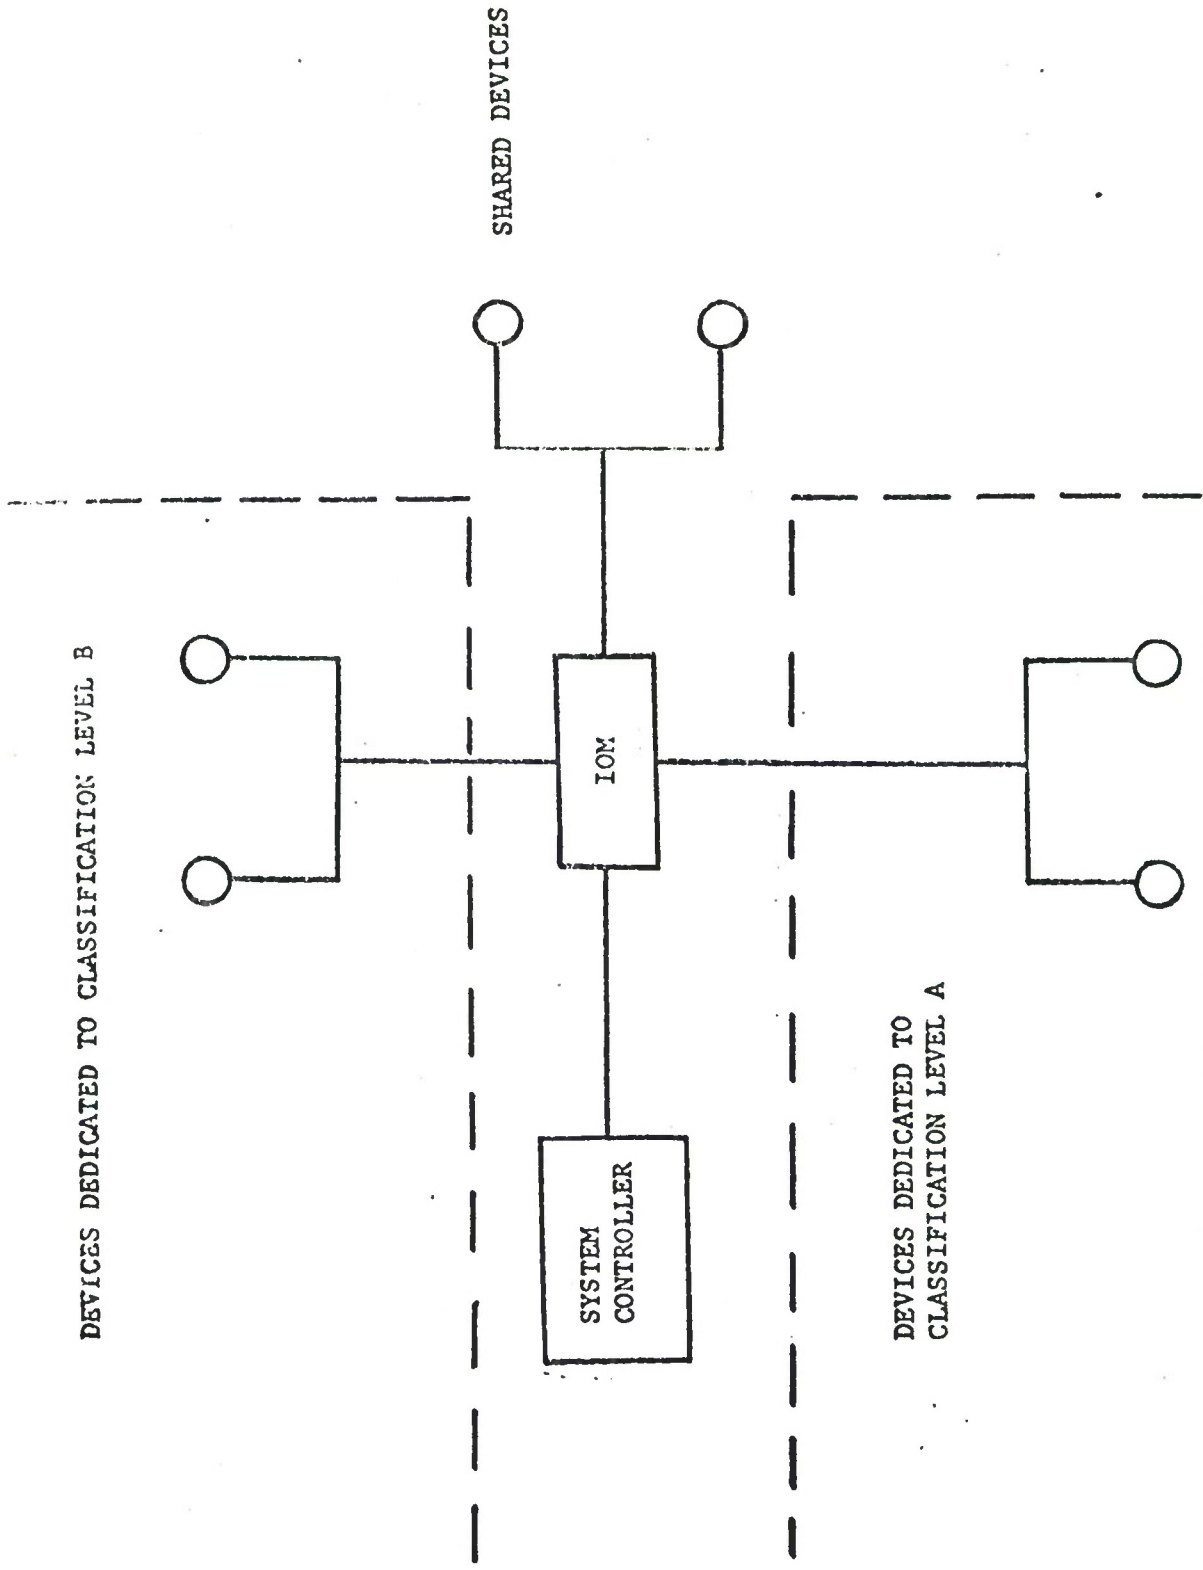 DEVICES DEDICATED TO CLASSIFICATION LEVEL B
SHARED DEVICES
IOM
SYSTEM
CONTROLLER
DEVICES DEDICATED TO
CLASSIFICATION LEVEL A